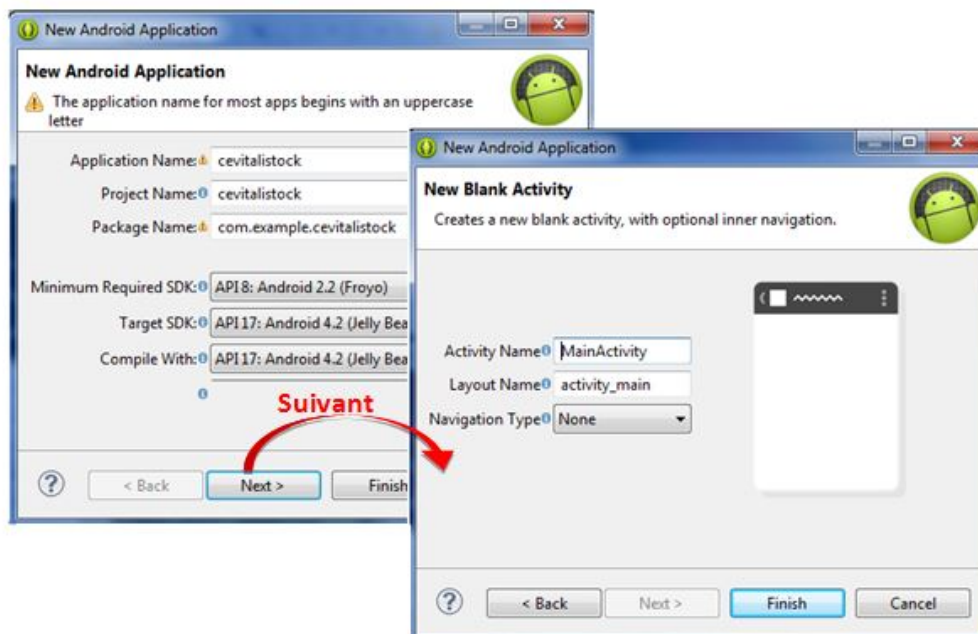 New Android Application
New Android Application
The application name for most apps begins with an uppercase
letter
Application Name: cevitalistock
Project Name: cevitalistock
Package Name: com.example.cevitalistock
Minimum Required SDK: API 8: Android 2.2 (Froyo)
Target SDK: API 17: Android 4.2 (Jelly Bea
Compile With: API 17: Android 4.2 (Jelly Bea
Suivant
? < Back Next > Finish
New Android Application
New Blank Activity
Creates a new blank activity, with optional inner navigation.
Activity Name MainActivity
Layout Name activity_main
Navigation Type None
? < Back Next > Finish Cancel